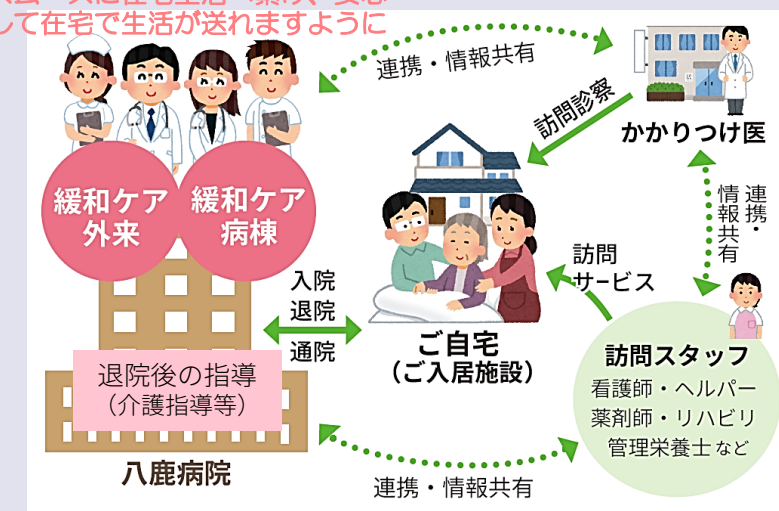 して在宅で生活が送れますように
連携・情報共有
訪問診察
かかりつけ医
緩和ケア
外来
緩和ケア
病棟
連携・
情報共有
入院
退院
通院
訪問
サービス
ご自宅
（ご入居施設）
退院後の指導
（介護指導等）
訪問スタッフ
看護師・ヘルパー
薬剤師・リハビリ
管理栄養士など
八鹿病院
連携・情報共有